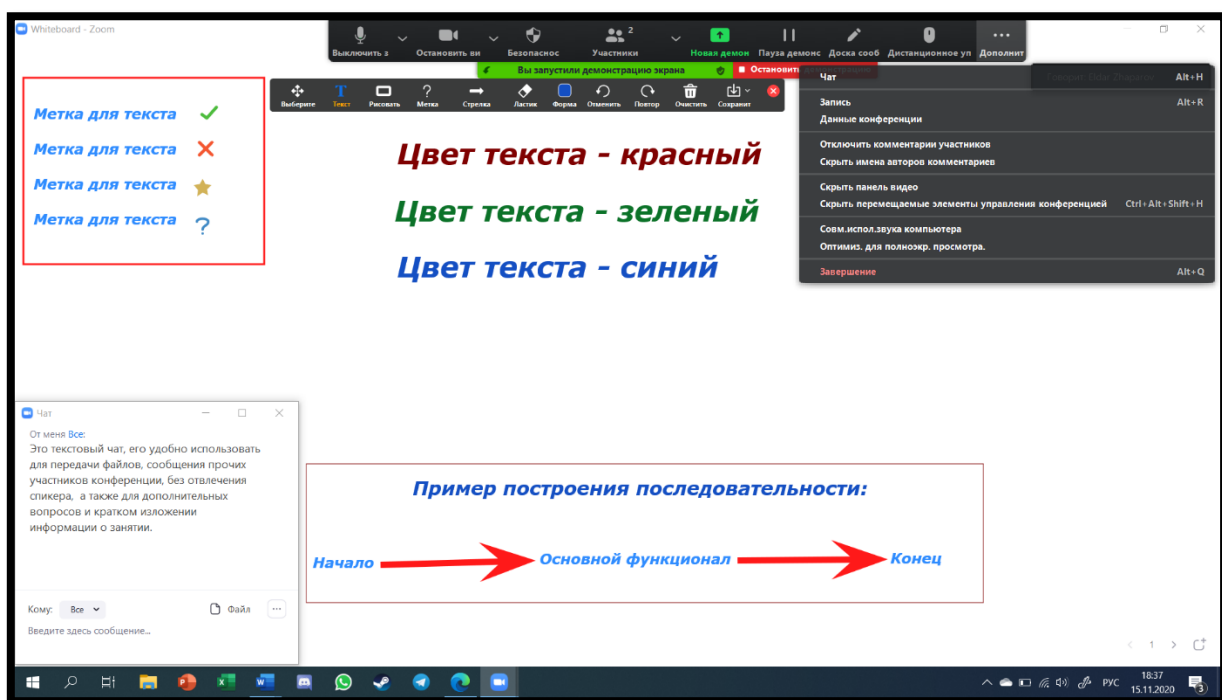 Whiteboard - Zoom
Выключить з
Остановить ви
Безопаснос
Участники
2
Новая демон
Пауза демонс
Доска сооб
Дистанционное уп
Дополнит
Вы запустили демонстрацию экрана
Остановить
Выберите
Текст
Рисовать
Метка
Стрелка
Ластик
Форма
Отменить
Повтор
Очистить
Сохранит
Чат Alt+H
Запись Alt+R
Данные конференции
Отключить комментарии участников
Скрыть имена авторов комментариев
Скрыть панель видео
Скрыть перемещаемые элементы управления конференцией Ctrl+Alt+Shift+H
Совм.испол.звука компьютера
Оптимиз. для полноэкр. просмотра.
Завершение Alt+Q
Метка для текста
Метка для текста
Метка для текста
Метка для текста
Цвет текста - красный
Цвет текста - зеленый
Цвет текста - синий
Чат
От меня Все:
Это текстовый чат, его удобно использовать
для передачи файлов, сообщения прочих
участников конференции, без отвлечения
спикера, а также для дополнительных
вопросов и кратком изложении
информации о занятии.
Кому: Все
Файл
Введите здесь сообщение...
Пример построения последовательности:
Начало
Основной функционал
Конец
1
РУС
18:37
15.11.2020
3